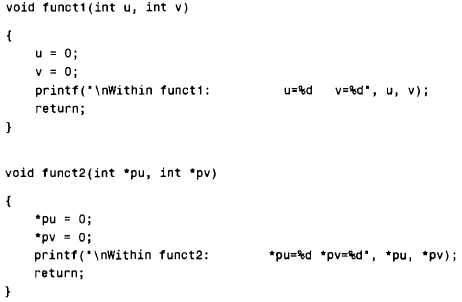 void funct1(int u, int v)
{
    u = 0;
    v = 0;
    printf("\nWithin funct1:         u=%d   v=%d", u, v);
    return;
}
void funct2(int *pu, int *pv)
{
    *pu = 0;
    *pv = 0;
    printf("\nWithin funct2:       *pu=%d *pv=%d", *pu, *pv);
    return;
}